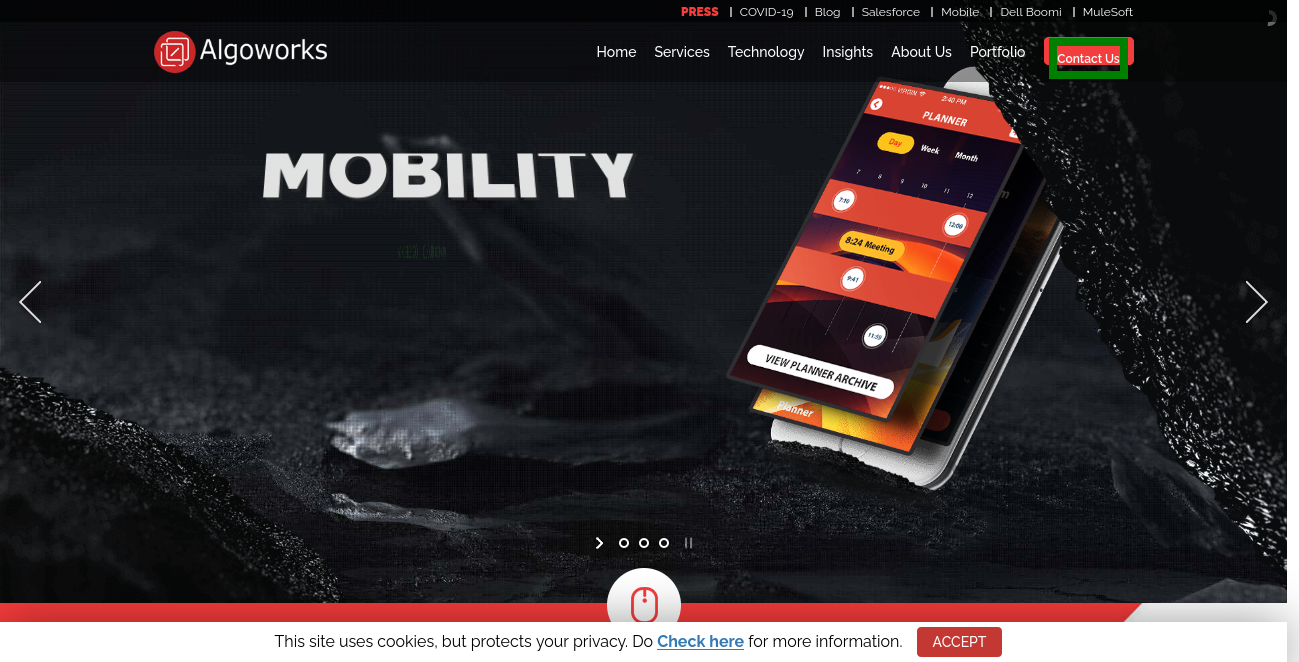 PRESS | COVID-19 | Blog | Salesforce | Mobile | Dell Boomi | MuleSoft
Algoworks
Home Services Technology Insights About Us Portfolio Contact Us
MOBILITY
VIRGIN 2:40 PM
PLANNER
Day Week Month
7 8 9 10 11 12
7:30
12:00
8:24 Meeting
9:41
11:59
VIEW PLANNER ARCHIVE
Planner
This site uses cookies, but protects your privacy. Do Check here for more information. ACCEPT